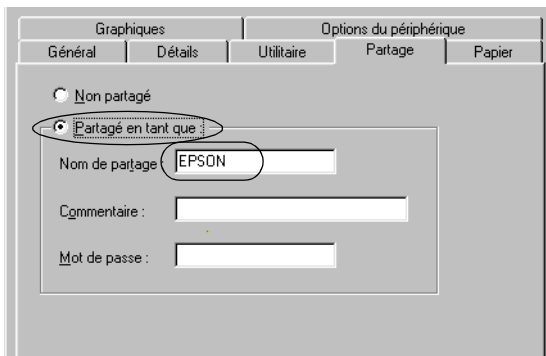 Graphiques Options du périphérique
Général Détails Utilitaire Partage Papier
Non partagé
Partagé en tant que :
Nom de partage : EPSON
Commentaire :
Mot de passe :